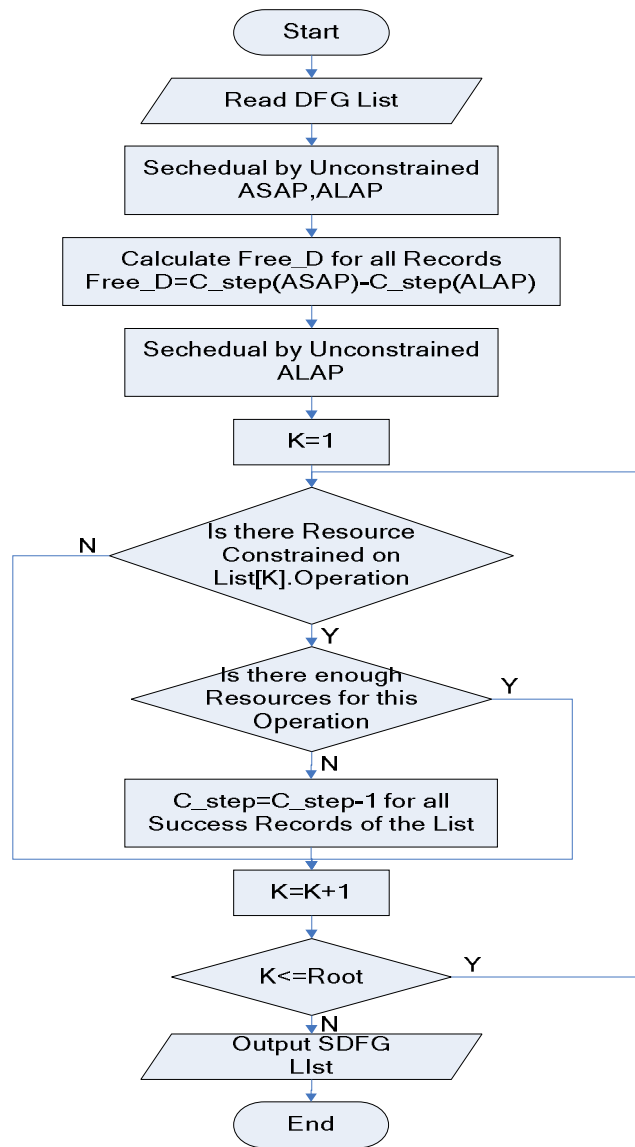 Start
Read DFG List
Sechedual by Unconstrained
ASAP,ALAP
Calculate Free_D for all Records
Free_D=C_step(ASAP)-C_step(ALAP)
Sechedual by Unconstrained
ALAP
K=1
Is there Resource
Constrained on
List[K].Operation
N
Y
Is there enough
Resources for this
Operation
Y
N
C_step=C_step-1 for all
Success Records of the List
K=K+1
K<=Root
Y
N
Output SDFG
LIst
End